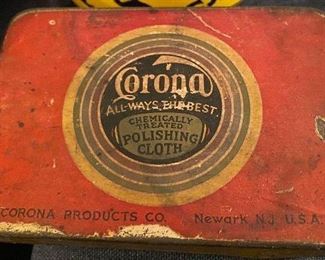 Corona
ALL-WAYS THE BEST.
CHEMICALLY
TREATED
POLISHING
CLOTH
CORONA PRODUCTS CO. Newark N.J. U.S.A.